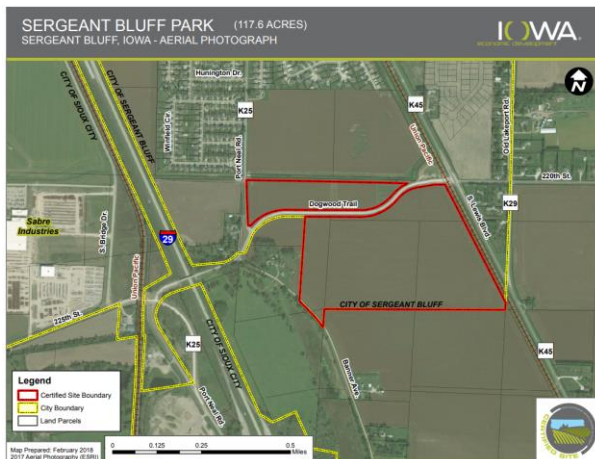 SERGEANT BLUFF PARK (117.6 ACRES)
SERGEANT BLUFF, IOWA - AERIAL PHOTOGRAPH
IOWA
economic development
N
Hunington Dr.
CITY OF SIOUX CITY
CITY OF SERGEANT BLUFF
K25
Port Neal Rd.
K45
Union Pacific
Old Lakeport Rd.
220th St.
Dogwood Trail
K29
S. Lewis Blvd.
Sabre
Industries
S. Bridge Dr.
29
Union Pacific
CITY OF SERGEANT BLUFF
225th St.
K25
CITY OF SIOUX CITY
Port Neal Rd
K45
Legend
Certified Site Boundary
City Boundary
Land Parcels
Map Prepared: February 2018
2017 Aerial Photography (ESRI)
0 0.125 0.25 0.5
Miles
CERTIFIED SITE